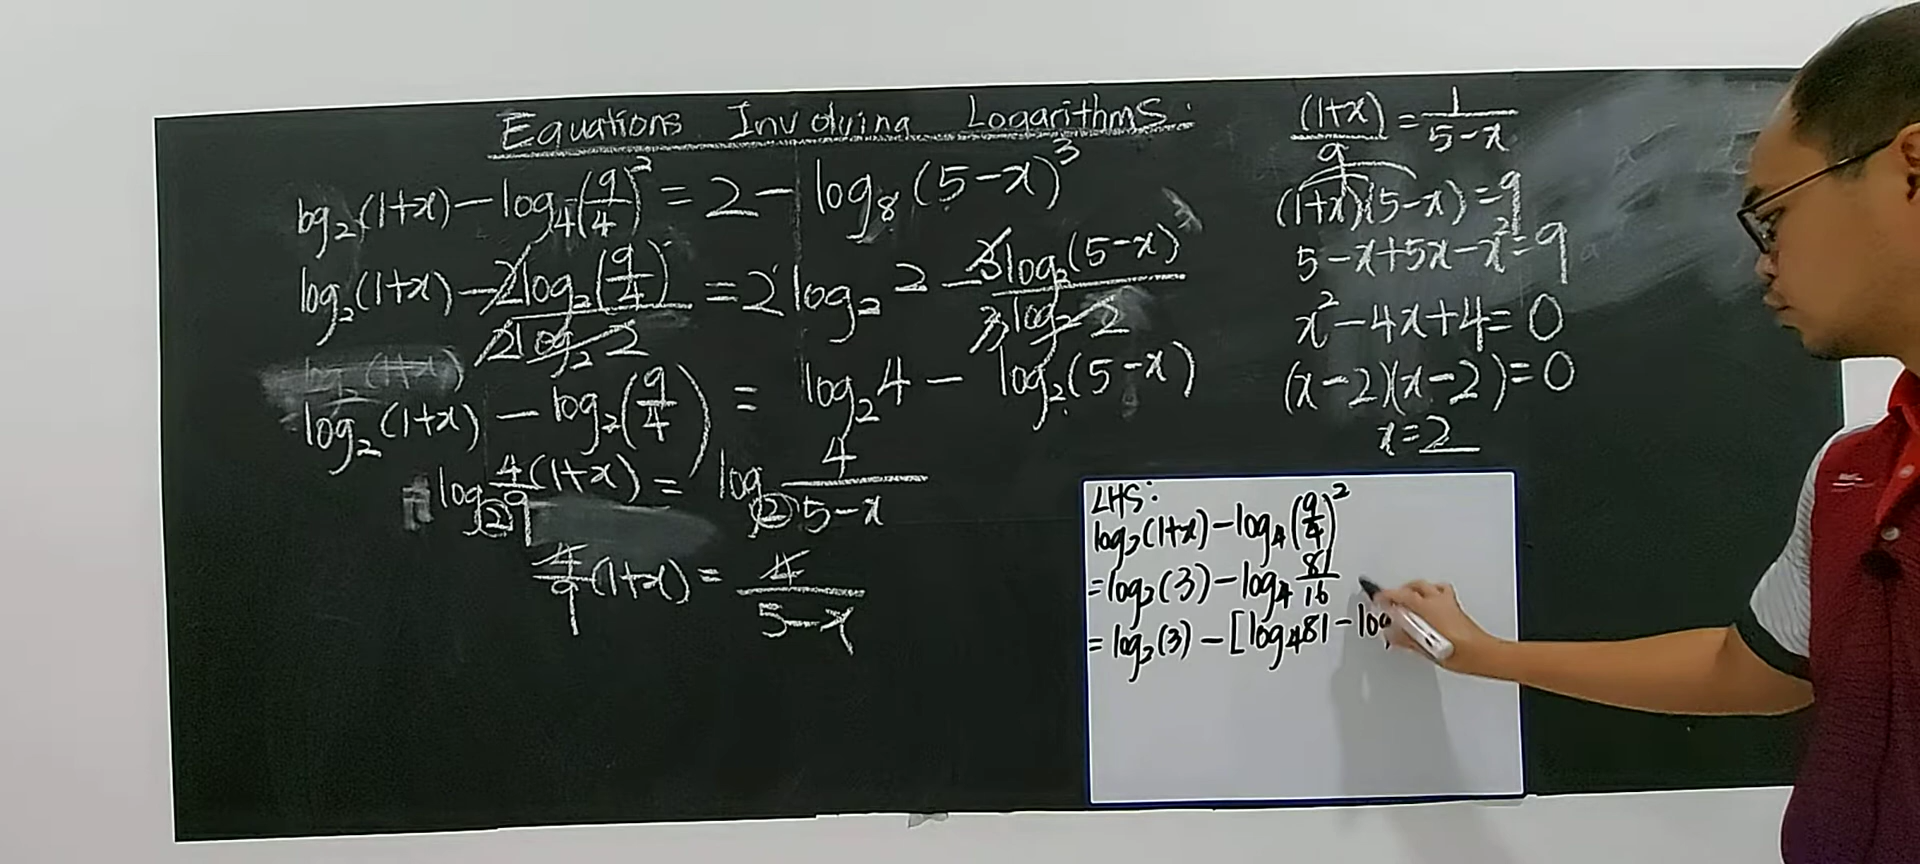 Equations Involving Logarithms:
log₂(1+x) − log₄(9/4)² = 2 − log₈(5−x)³
log₂(1+x) − 2log₂(9/4) / 2log₂2 = 2log₂2 − 3log₂(5−x) / 3log₂2
log₂(1+x)
log₂(1+x) − log₂(9/4) = log₂4 − log₂(5−x)
log₂ 4/9(1+x) = log₂ 4/5−x
4/9(1+x) = 4/5−x
(1+x)/9 = 1/5−x
(1+x)(5−x)=9
5−x+5x−x²=9
x²−4x+4=0
(x−2)(x−2)=0
x=2
LHS:
log₂(1+x)−log₄(9/4)²
=log₂(3)−log₄ 81/16
=log₂(3)−[log₄81−log